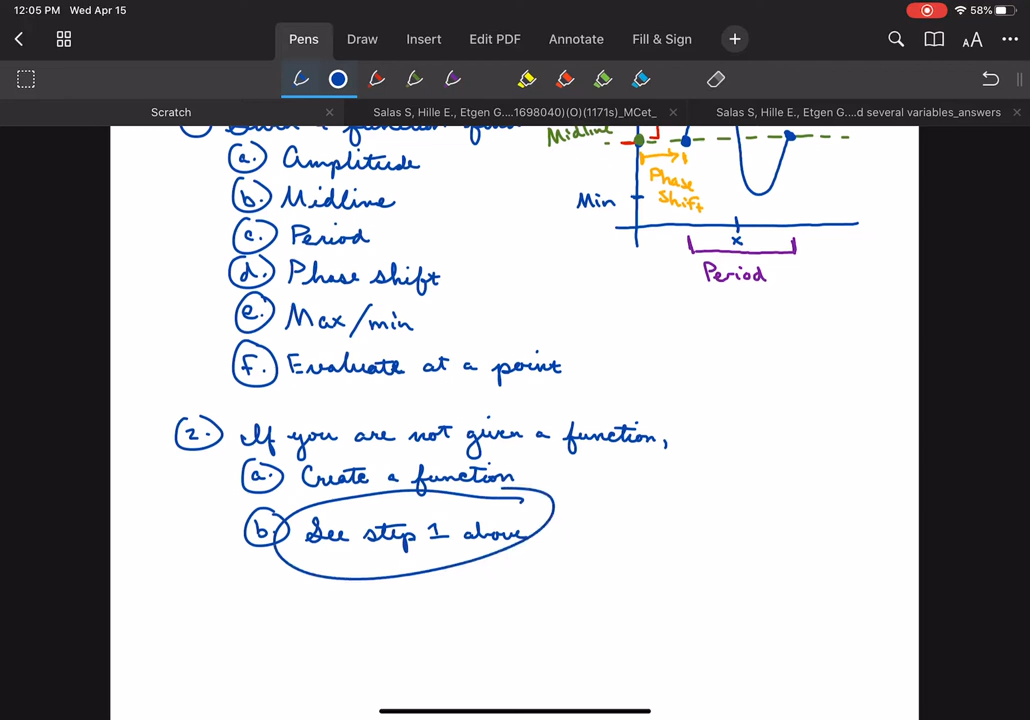 12:05 PM Wed Apr 15
58%
Pens Draw Insert Edit PDF Annotate Fill & Sign
AA
Scratch
Salas S, Hille E., Etgen G....1698040)(O)(1171s)_MCet_
Salas S, Hille E., Etgen G....d several variables_answers
Midline
a. Amplitude
Phase shift
b. Midline
Min
c. Period
x
Period
d. Phase shift
e. Max/min
f. Evaluate at a point
2. If you are not given a function,
a. Create a function
b. See step 1 above